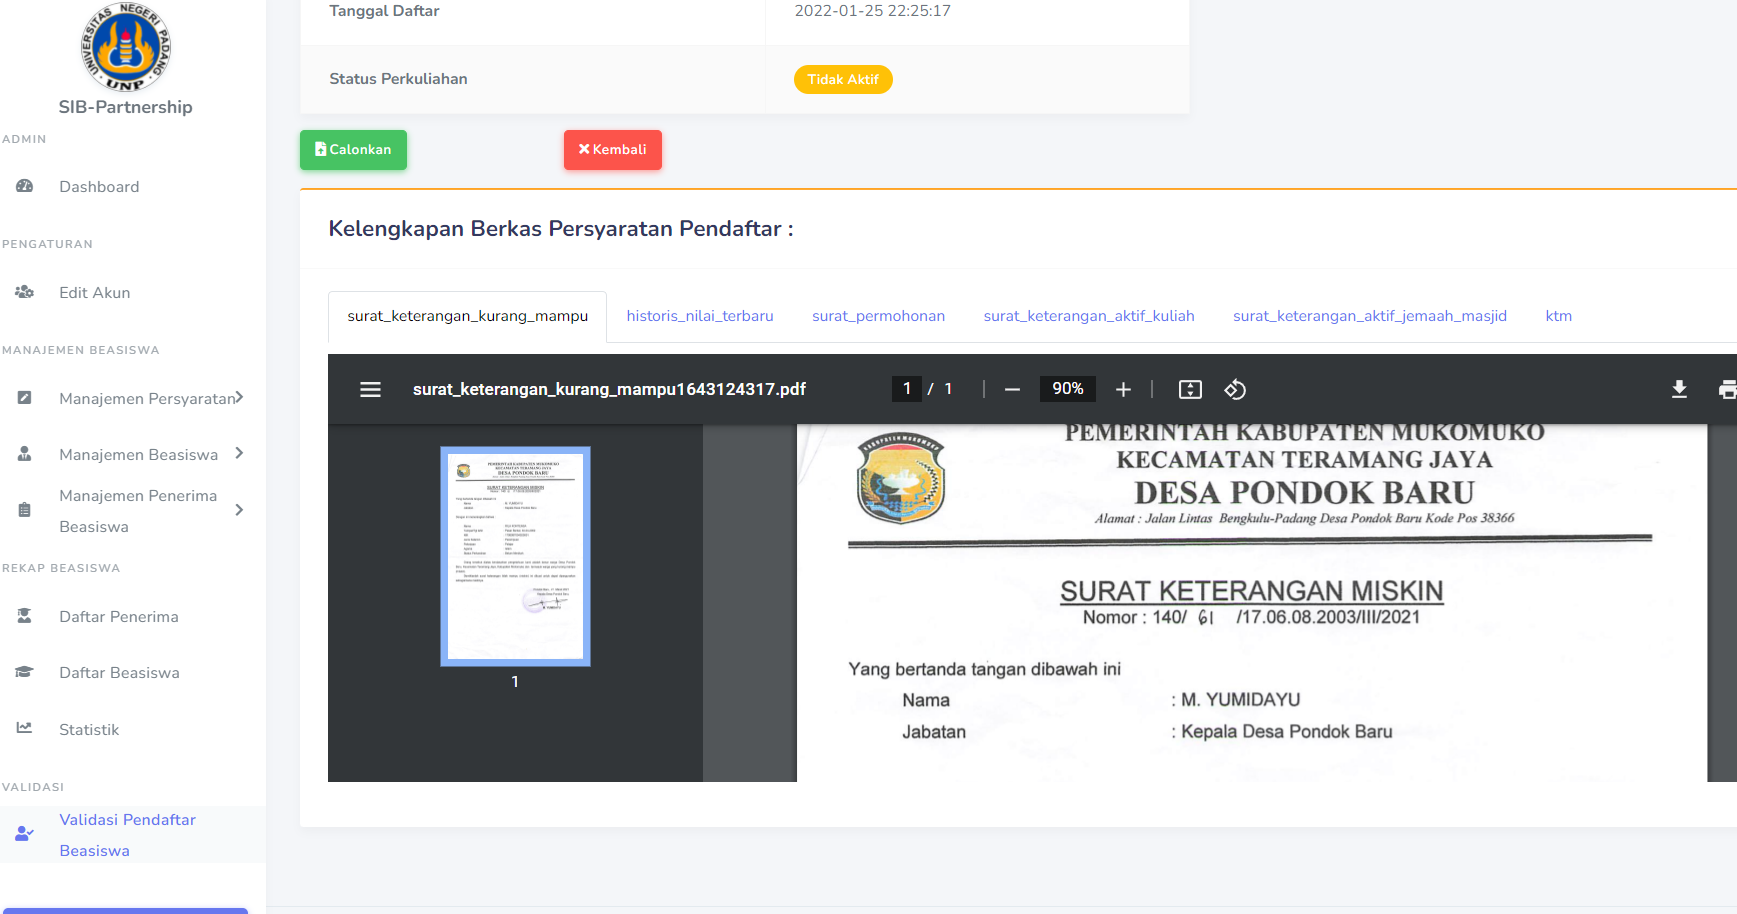 UNIVERSITAS NEGERI PADANG
UNP
SIB-Partnership
ADMIN
Dashboard
PENGATURAN
Edit Akun
MANAJEMEN BEASISWA
Manajemen Persyaratan
Manajemen Beasiswa
Manajemen Penerima
Beasiswa
REKAP BEASISWA
Daftar Penerima
Daftar Beasiswa
Statistik
VALIDASI
Validasi Pendaftar
Beasiswa
Tanggal Daftar 2022-01-25 22:25:17
Status Perkuliahan Tidak Aktif
Calonkan Kembali
Kelengkapan Berkas Persyaratan Pendaftar :
surat_keterangan_kurang_mampu historis_nilai_terbaru surat_permohonan surat_keterangan_aktif_kuliah surat_keterangan_aktif_jemaah_masjid ktm
surat_keterangan_kurang_mampu1643124317.pdf 1 / 1 90%
1
PEMERINTAH KABUPATEN MUKOMUKO
KECAMATAN TERAMANG JAYA
DESA PONDOK BARU
Alamat : Jalan Lintas Bengkulu-Padang Desa Pondok Baru Kode Pos 38366
SURAT KETERANGAN MISKIN
Nomor : 140/ 61 /17.06.08.2003/III/2021
Yang bertanda tangan dibawah ini
Nama : M. YUMIDAYU
Jabatan : Kepala Desa Pondok Baru